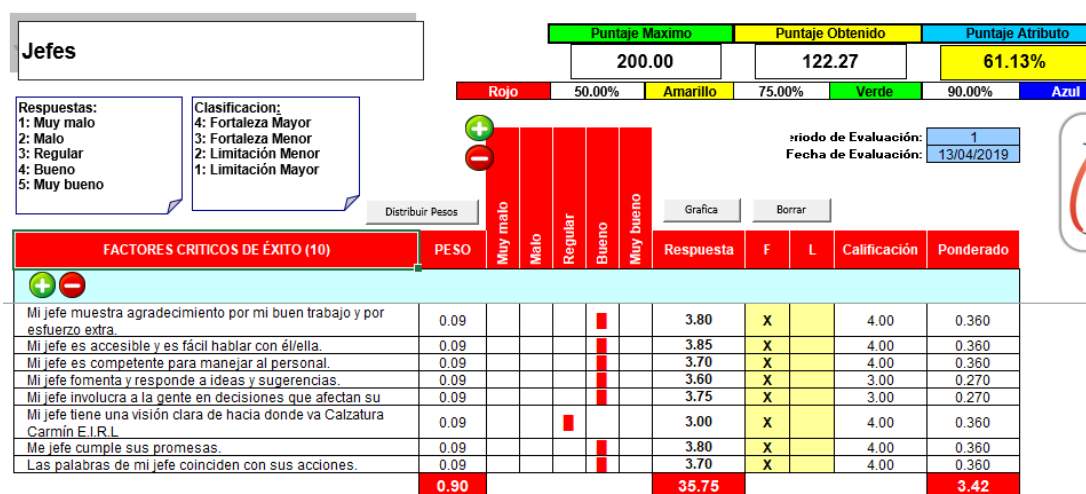 Jefes
Puntaje Maximo Puntaje Obtenido Puntaje Atributo
200.00 122.27 61.13%
Rojo 50.00% Amarillo 75.00% Verde 90.00% Azul
Respuestas:
1: Muy malo
2: Malo
3: Regular
4: Bueno
5: Muy bueno
Clasificacion:
4: Fortaleza Mayor
3: Fortaleza Menor
2: Limitación Menor
1: Limitación Mayor
de Evaluación: 1
Fecha de Evaluación: 13/04/2019
Distribuir Pesos Grafica Borrar
FACTORES CRITICOS DE ÉXITO (10) PESO Muy malo Malo Regular Bueno Muy bueno Respuesta F L Calificación Ponderado
Mi jefe muestra agradecimiento por mi buen trabajo y por
esfuerzo extra. 0.09 3.80 X 4.00 0.360
Mi jefe es accesible y es fácil hablar con él/ella. 0.09 3.85 X 4.00 0.360
Mi jefe es competente para manejar al personal. 0.09 3.70 X 4.00 0.360
Mi jefe fomenta y responde a ideas y sugerencias. 0.09 3.60 X 3.00 0.270
Mi jefe involucra a la gente en decisiones que afectan su 0.09 3.75 X 3.00 0.270
Mi jefe tiene una visión clara de hacia donde va Calzatura
Carmín E.I.R.L 0.09 3.00 X 4.00 0.360
Me jefe cumple sus promesas. 0.09 3.80 X 4.00 0.360
Las palabras de mi jefe coinciden con sus acciones. 0.09 3.70 X 4.00 0.360
0.90 35.75 3.42